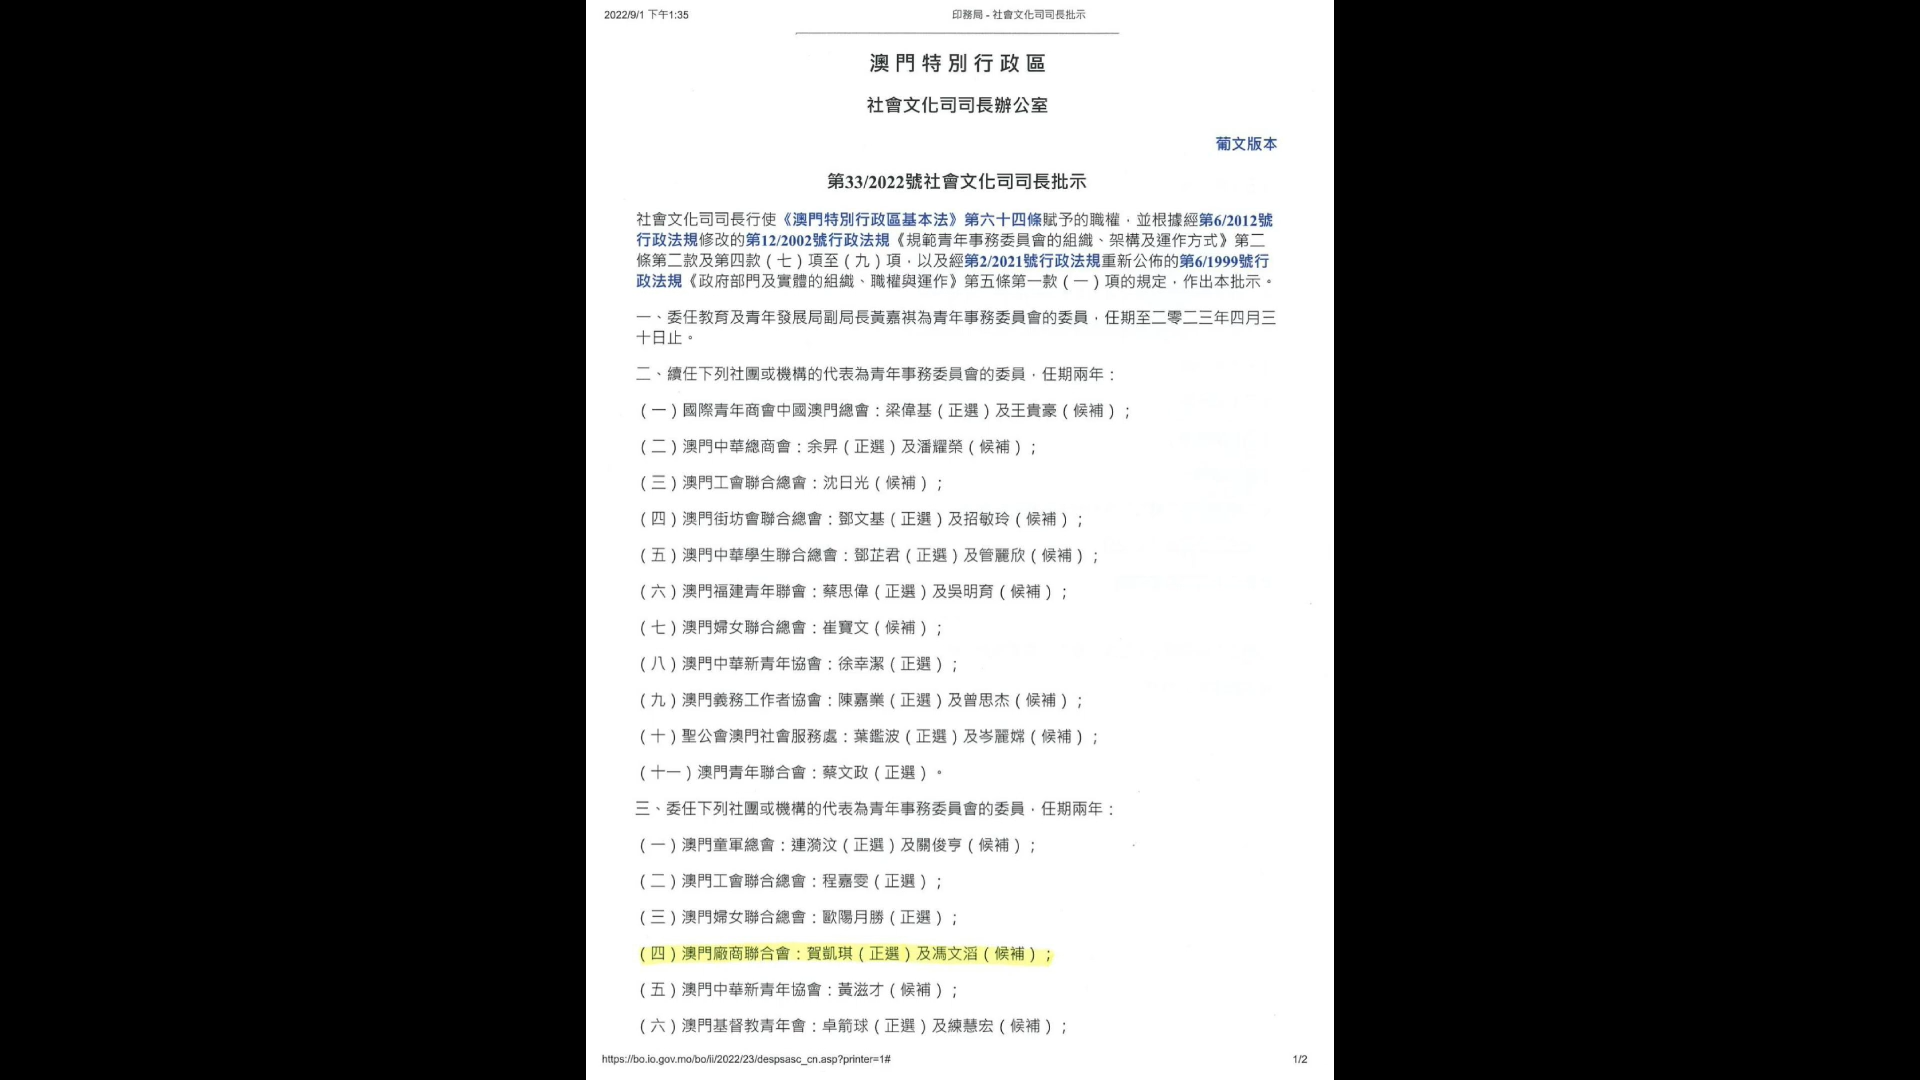 2022/9/1 下午1:35
印務局 - 社會文化司司長批示
澳門特別行政區
社會文化司司長辦公室
葡文版本
第33/2022號社會文化司司長批示
社會文化司司長行使《澳門特別行政區基本法》第六十四條賦予的職權，並根據經第6/2012號
行政法規修改的第12/2002號行政法規《規範青年事務委員會的組織、架構及運作方式》第二
條第二款及第四款（七）項至（九）項，以及經第2/2021號行政法規重新公佈的第6/1999號行
政法規《政府部門及實體的組織、職權與運作》第五條第一款（一）項的規定，作出本批示。
一、委任教育及青年發展局副局長黃嘉祺為青年事務委員會的委員，任期至二零二三年四月三
十日止。
二、續任下列社團或機構的代表為青年事務委員會的委員，任期兩年：
（一）國際青年商會中國澳門總會：梁偉基（正選）及王貴豪（候補）；
（二）澳門中華總商會：余昇（正選）及潘耀榮（候補）；
（三）澳門工會聯合總會：沈日光（候補）；
（四）澳門街坊會聯合總會：鄧文基（正選）及招敏玲（候補）；
（五）澳門中華學生聯合總會：鄧芷君（正選）及管麗欣（候補）；
（六）澳門福建青年聯會：蔡思偉（正選）及吳明育（候補）；
（七）澳門婦女聯合總會：崔寶文（候補）；
（八）澳門中華新青年協會：徐幸潔（正選）；
（九）澳門義務工作者協會：陳嘉業（正選）及曾思杰（候補）；
（十）聖公會澳門社會服務處：葉鑑波（正選）及岑麗嫦（候補）；
（十一）澳門青年聯合會：蔡文政（正選）。
三、委任下列社團或機構的代表為青年事務委員會的委員，任期兩年：
（一）澳門童軍總會：連漪汶（正選）及關俊亨（候補）；
（二）澳門工會聯合總會：程嘉雯（正選）；
（三）澳門婦女聯合總會：歐陽月勝（正選）；
（四）澳門廠商聯合會：賀凱琪（正選）及馮文滔（候補）；
（五）澳門中華新青年協會：黃滋才（候補）；
（六）澳門基督教青年會：卓箭球（正選）及練慧宏（候補）；
https://bo.io.gov.mo/bo/ii/2022/23/despsasc_cn.asp?printer=1#
1/2